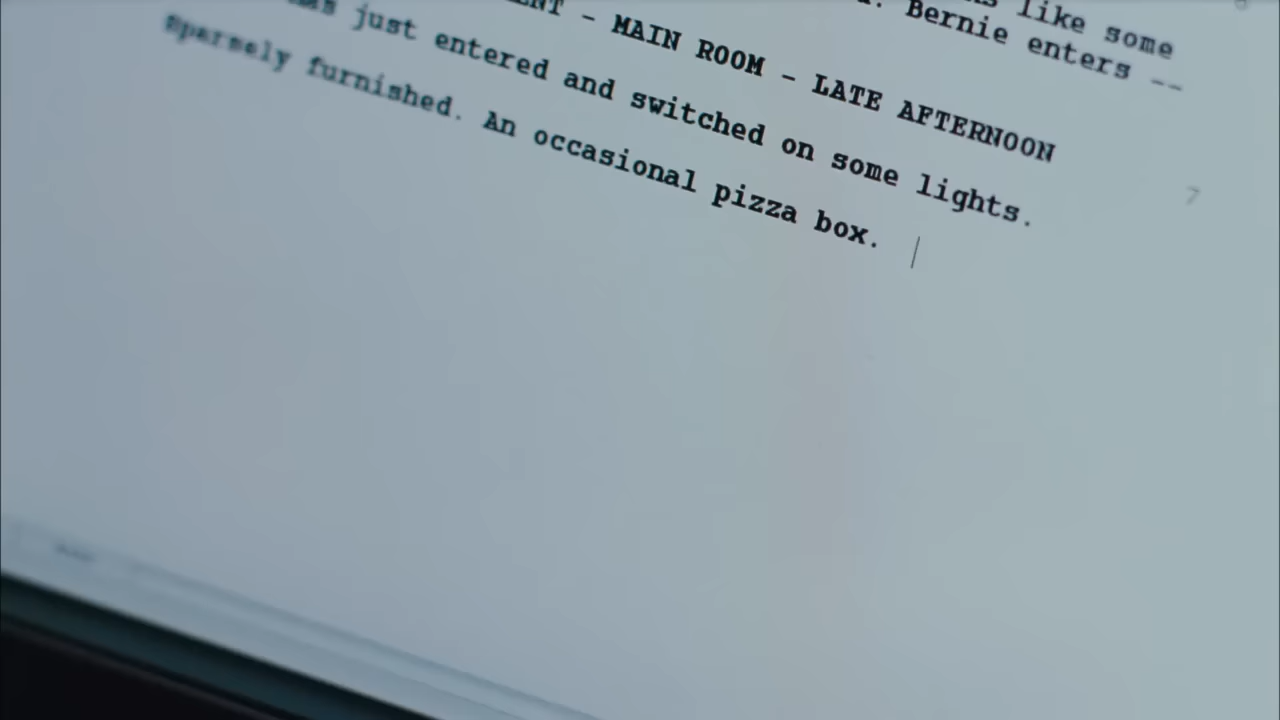 like some
Bernie enters --
- MAIN ROOM - LATE AFTERNOON
just entered and switched on some lights.
7
Sparsely furnished. An occasional pizza box.